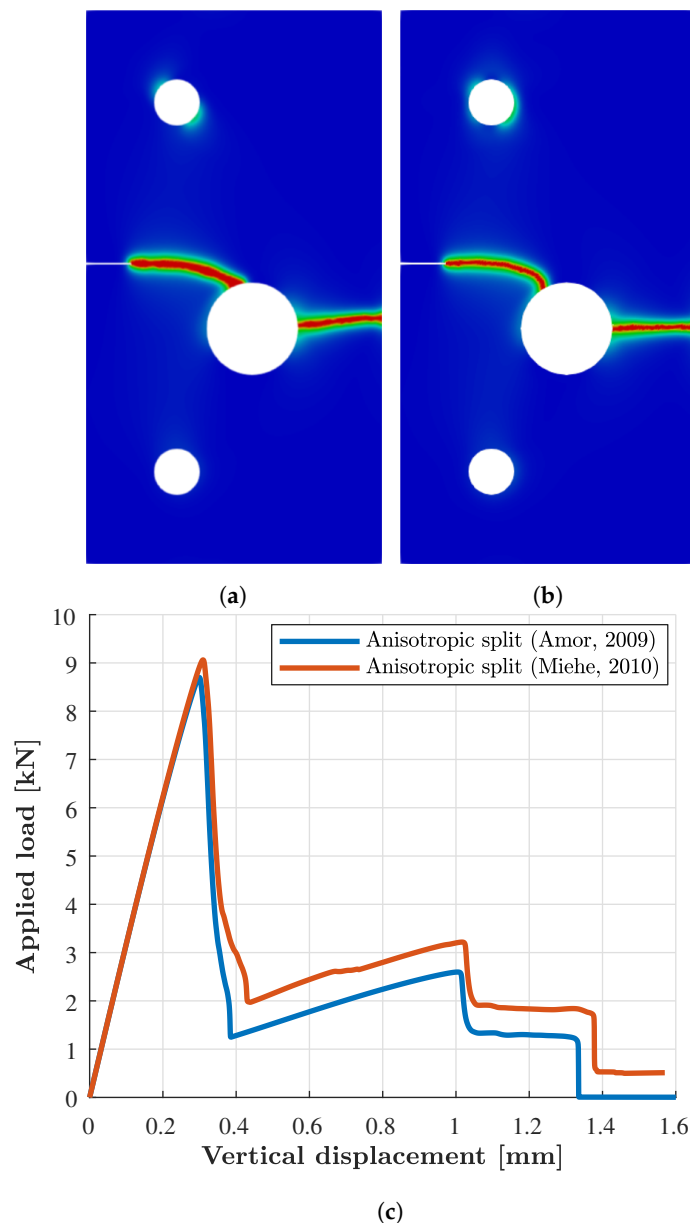 (a)
(b)
10
9
8
7
6
5
4
3
2
1
0
Applied load [kN]
Anisotropic split (Amor, 2009)
Anisotropic split (Miehe, 2010)
0 0.2 0.4 0.6 0.8 1 1.2 1.4 1.6
Vertical displacement [mm]
(c)